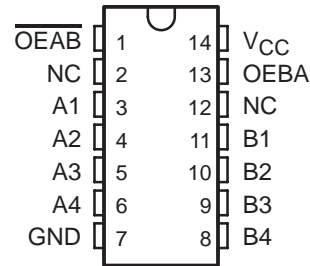 O̅E̅A̅B̅ 1 14 VCC
NC 2 13 OEBA
A1 3 12 NC
A2 4 11 B1
A3 5 10 B2
A4 6 9 B3
GND 7 8 B4